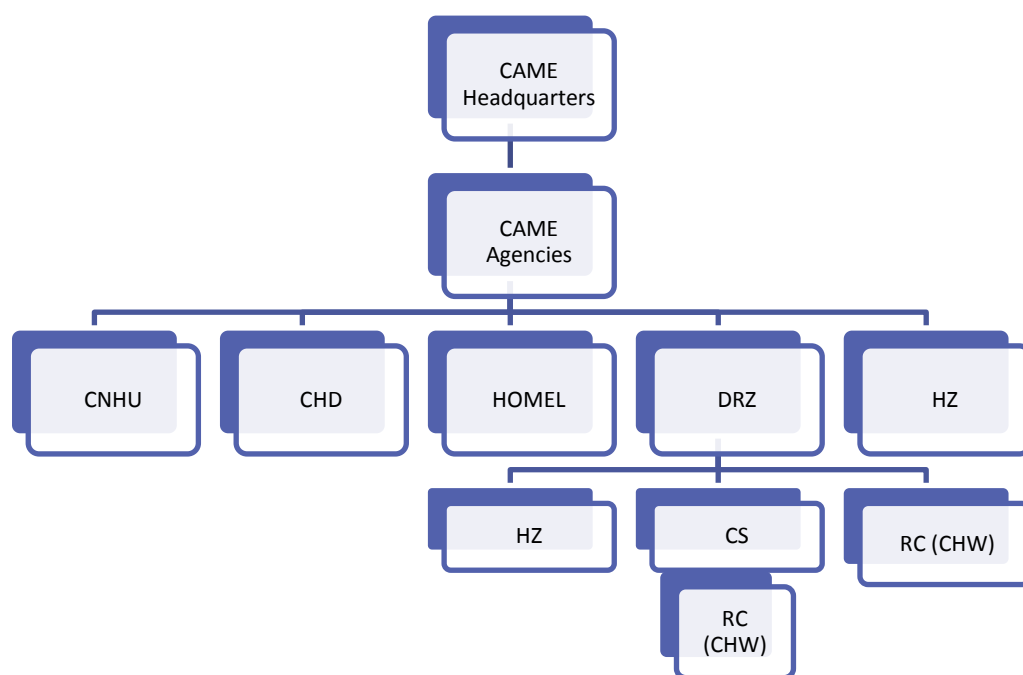 CAME
Headquarters
CAME
Agencies
CNHU
CHD
HOMEL
DRZ
HZ
HZ
CS
RC (CHW)
RC
(CHW)